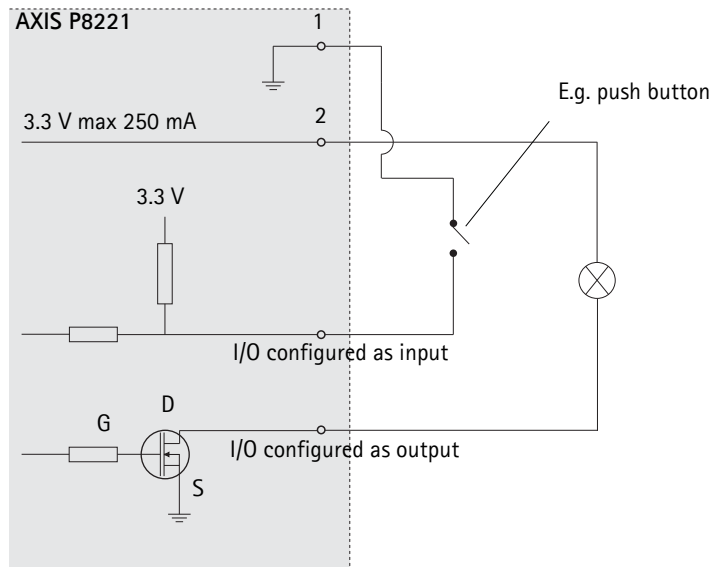 AXIS P8221
1
E.g. push button
3.3 V max 250 mA
2
3.3 V
I/O configured as input
D
G
I/O configured as output
S